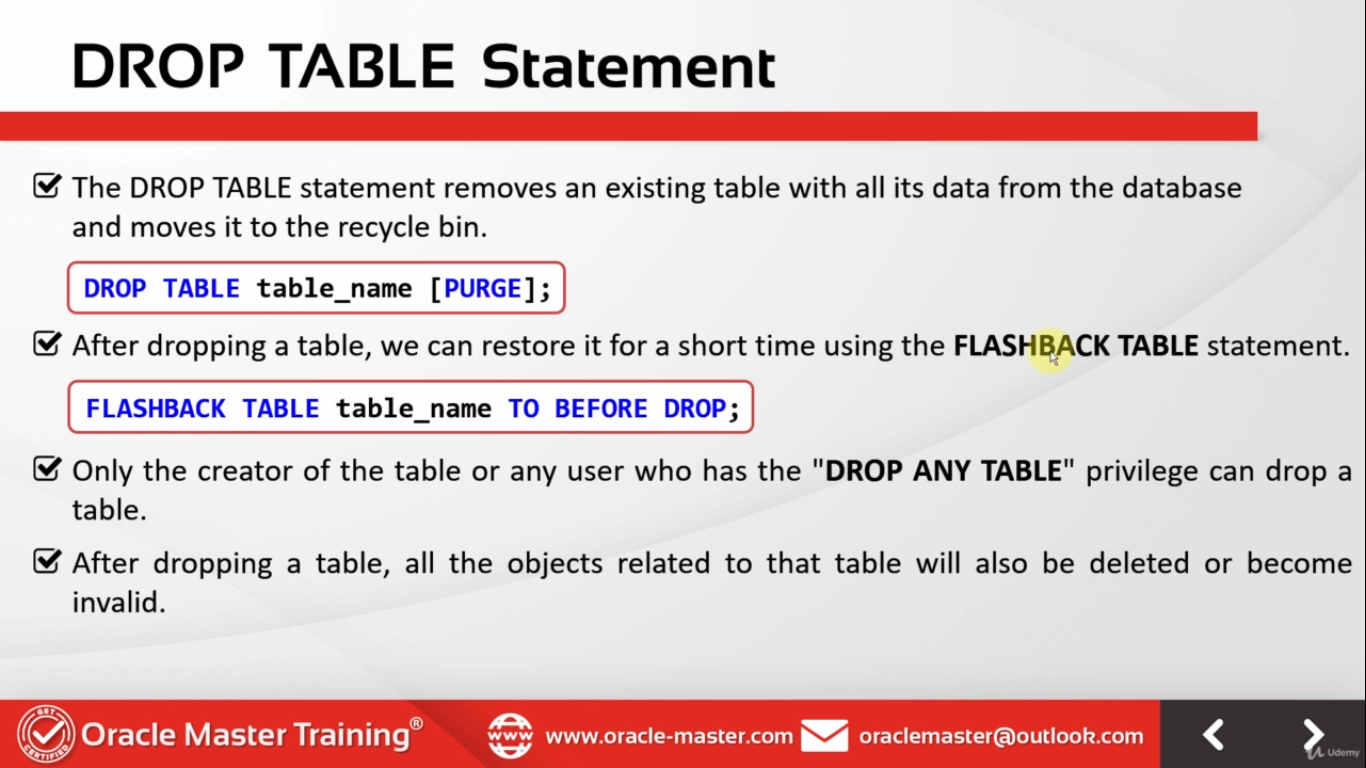 DROP TABLE Statement
The DROP TABLE statement removes an existing table with all its data from the database
and moves it to the recycle bin.
DROP TABLE table_name [PURGE];
After dropping a table, we can restore it for a short time using the FLASHBACK TABLE statement.
FLASHBACK TABLE table_name TO BEFORE DROP;
Only the creator of the table or any user who has the "DROP ANY TABLE" privilege can drop a
table.
After dropping a table, all the objects related to that table will also be deleted or become
invalid.
GET
CERTIFIED
Oracle Master Training®
www
www.oracle-master.com
oraclemaster@outlook.com
Udemy